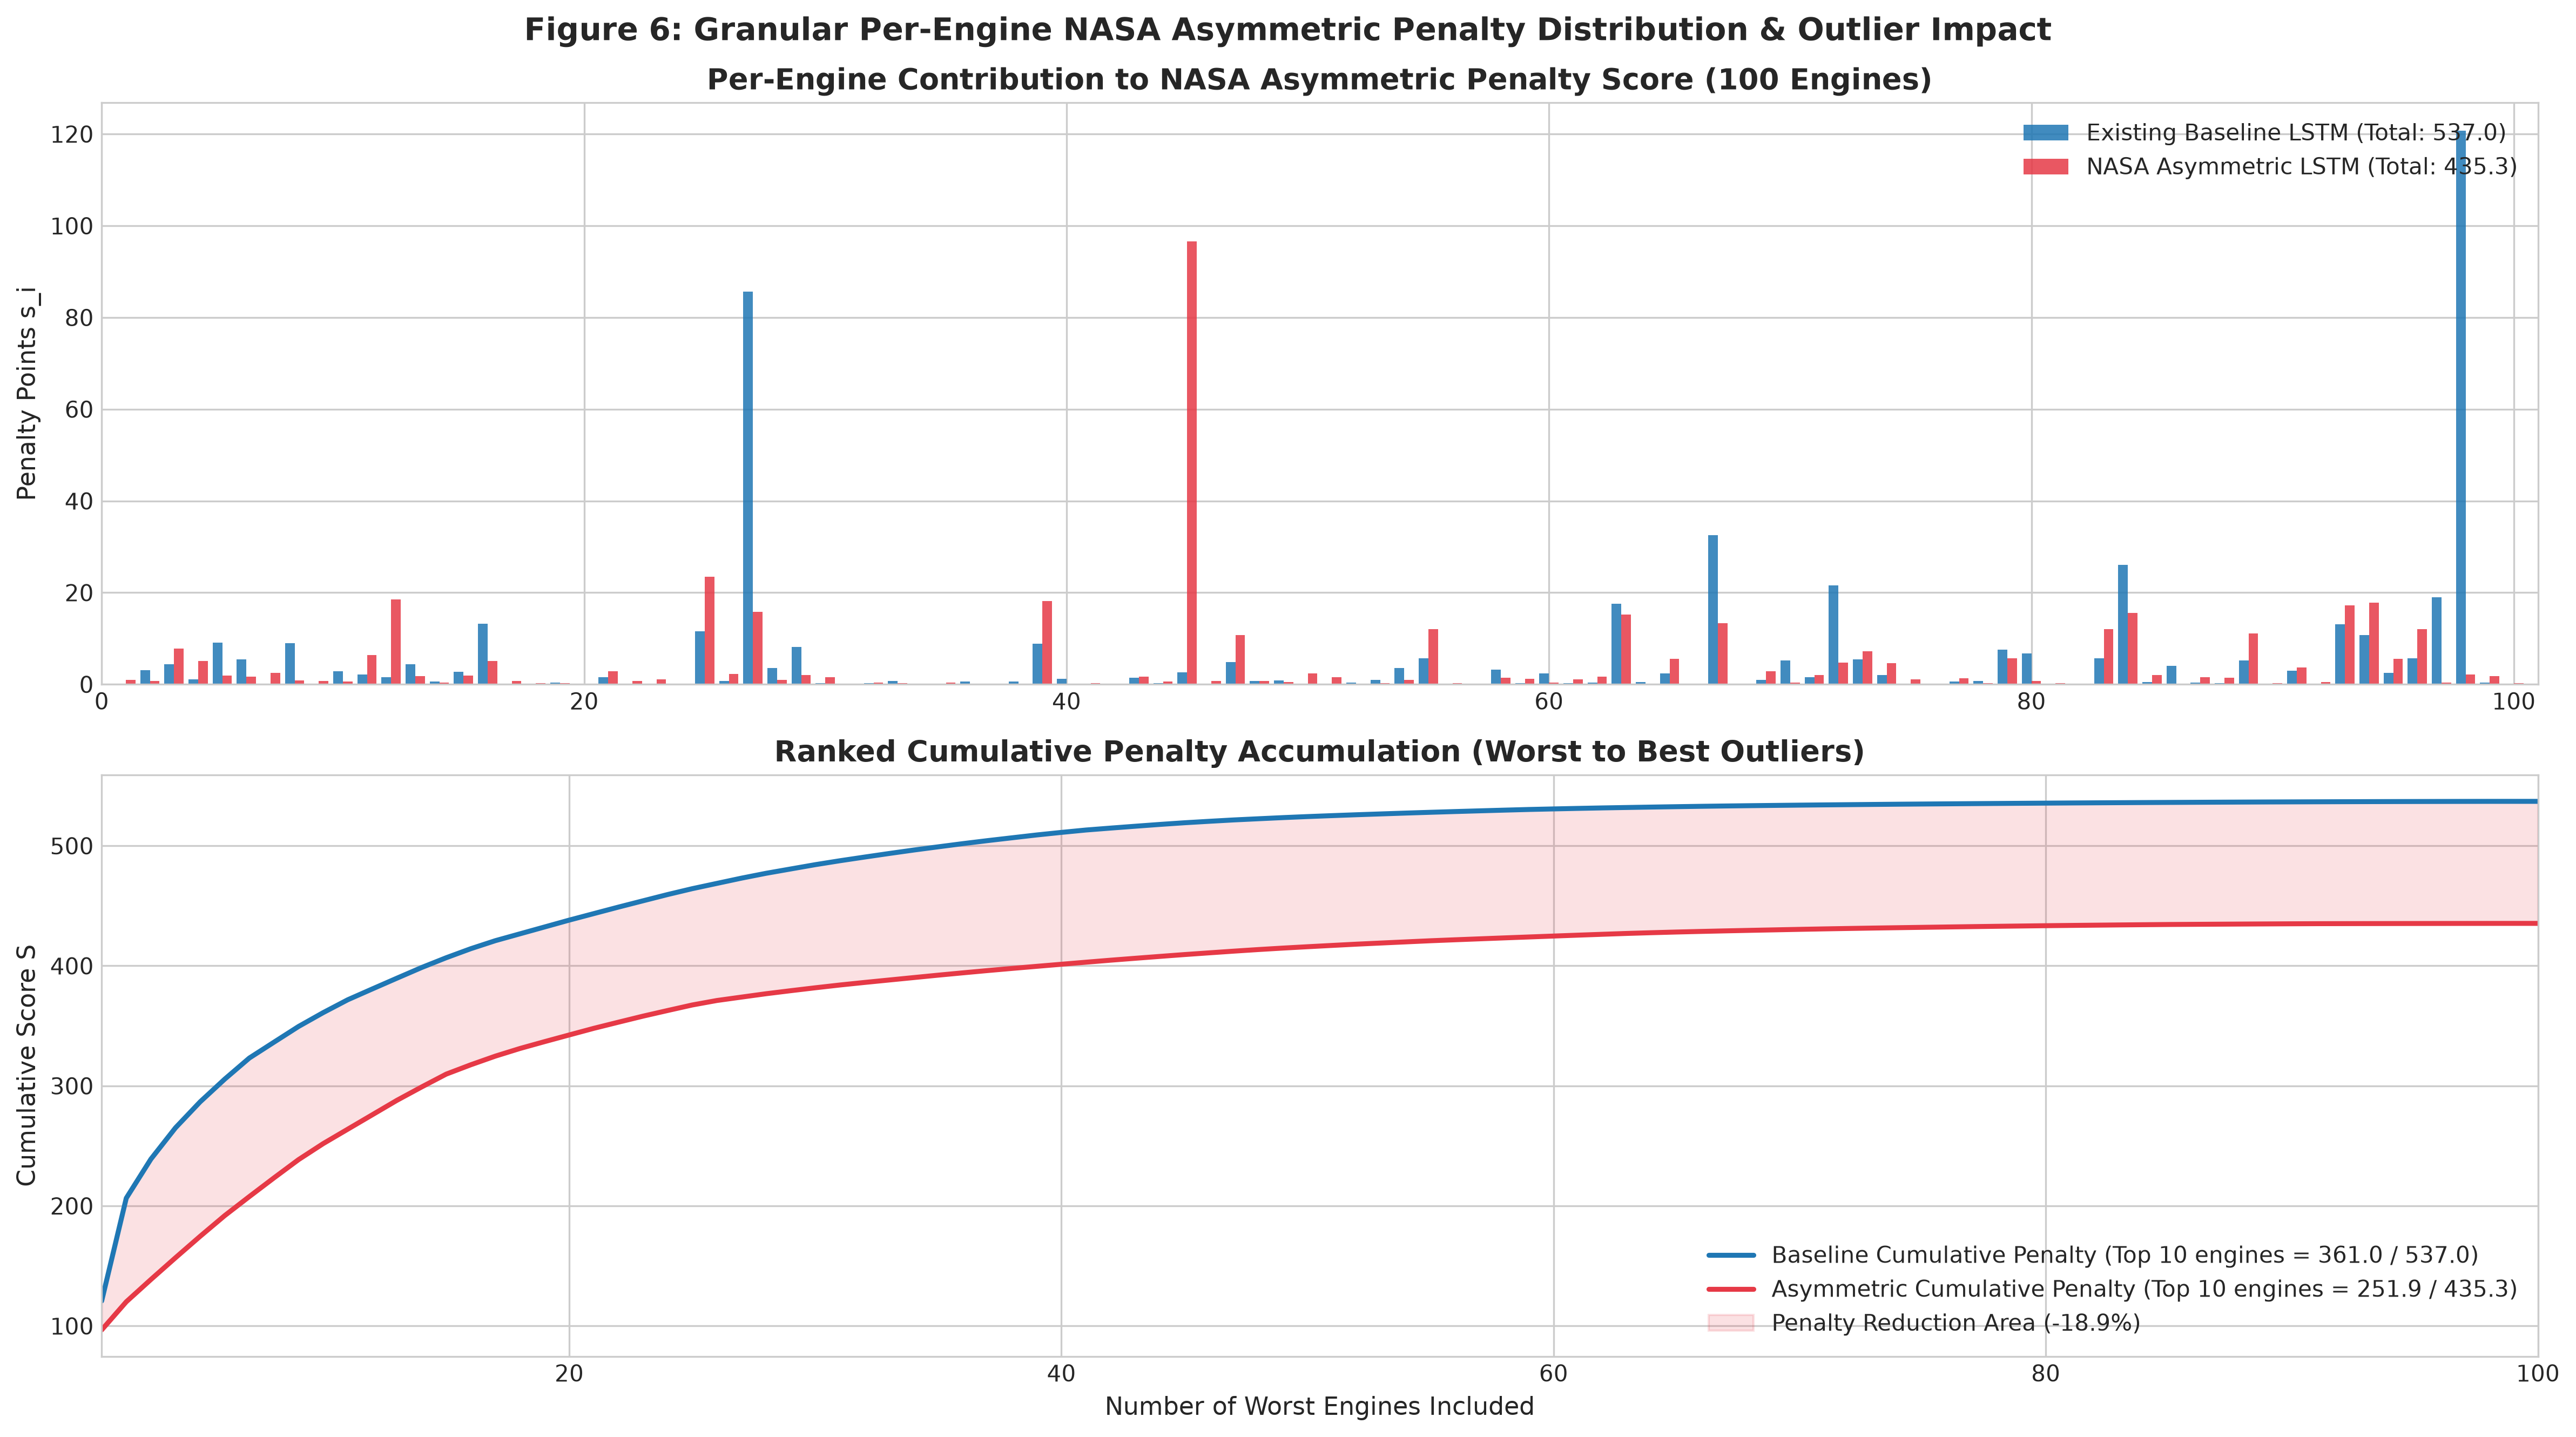 Figure 6: Granular Per-Engine NASA Asymmetric Penalty Distribution & Outlier Impact
Per-Engine Contribution to NASA Asymmetric Penalty Score (100 Engines)
Penalty Points s_i
120
100
80
60
40
20
0
Existing Baseline LSTM (Total: 537.0)
NASA Asymmetric LSTM (Total: 435.3)
0 20 40 60 80 100
Ranked Cumulative Penalty Accumulation (Worst to Best Outliers)
Cumulative Score S
500
400
300
200
100
Baseline Cumulative Penalty (Top 10 engines = 361.0 / 537.0)
Asymmetric Cumulative Penalty (Top 10 engines = 251.9 / 435.3)
Penalty Reduction Area (-18.9%)
20 40 60 80 100
Number of Worst Engines Included